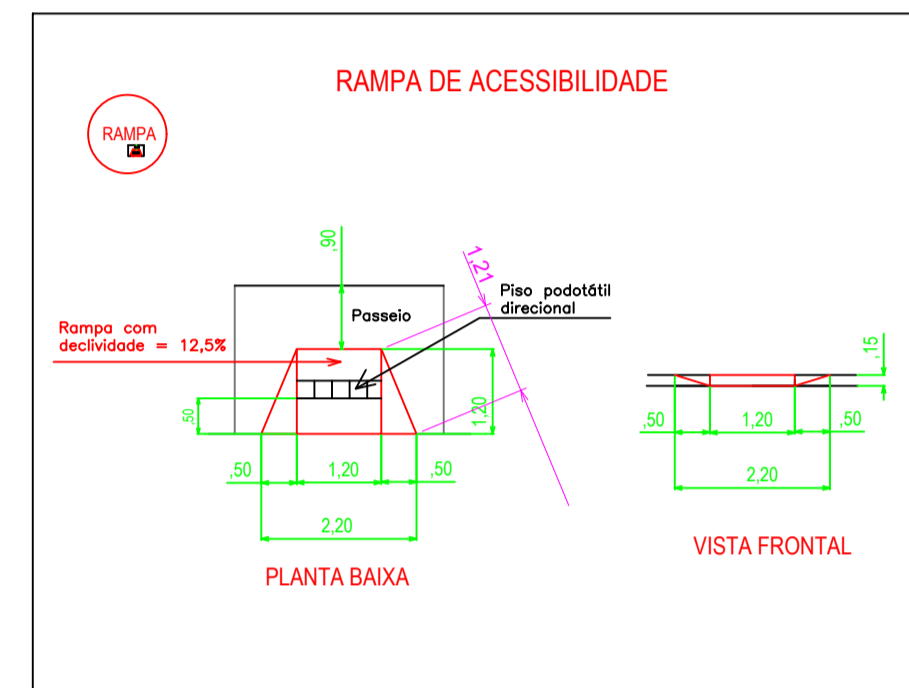 RAMPA DE ACESSIBILIDADE
RAMPA
,90
1,21
Piso podotátil
direcional
Passeio
Rampa com
declividade = 12,5%
,50
1,20
,50
1,20
,50
2,20
PLANTA BAIXA
,15
,50
1,20
,50
2,20
VISTA FRONTAL